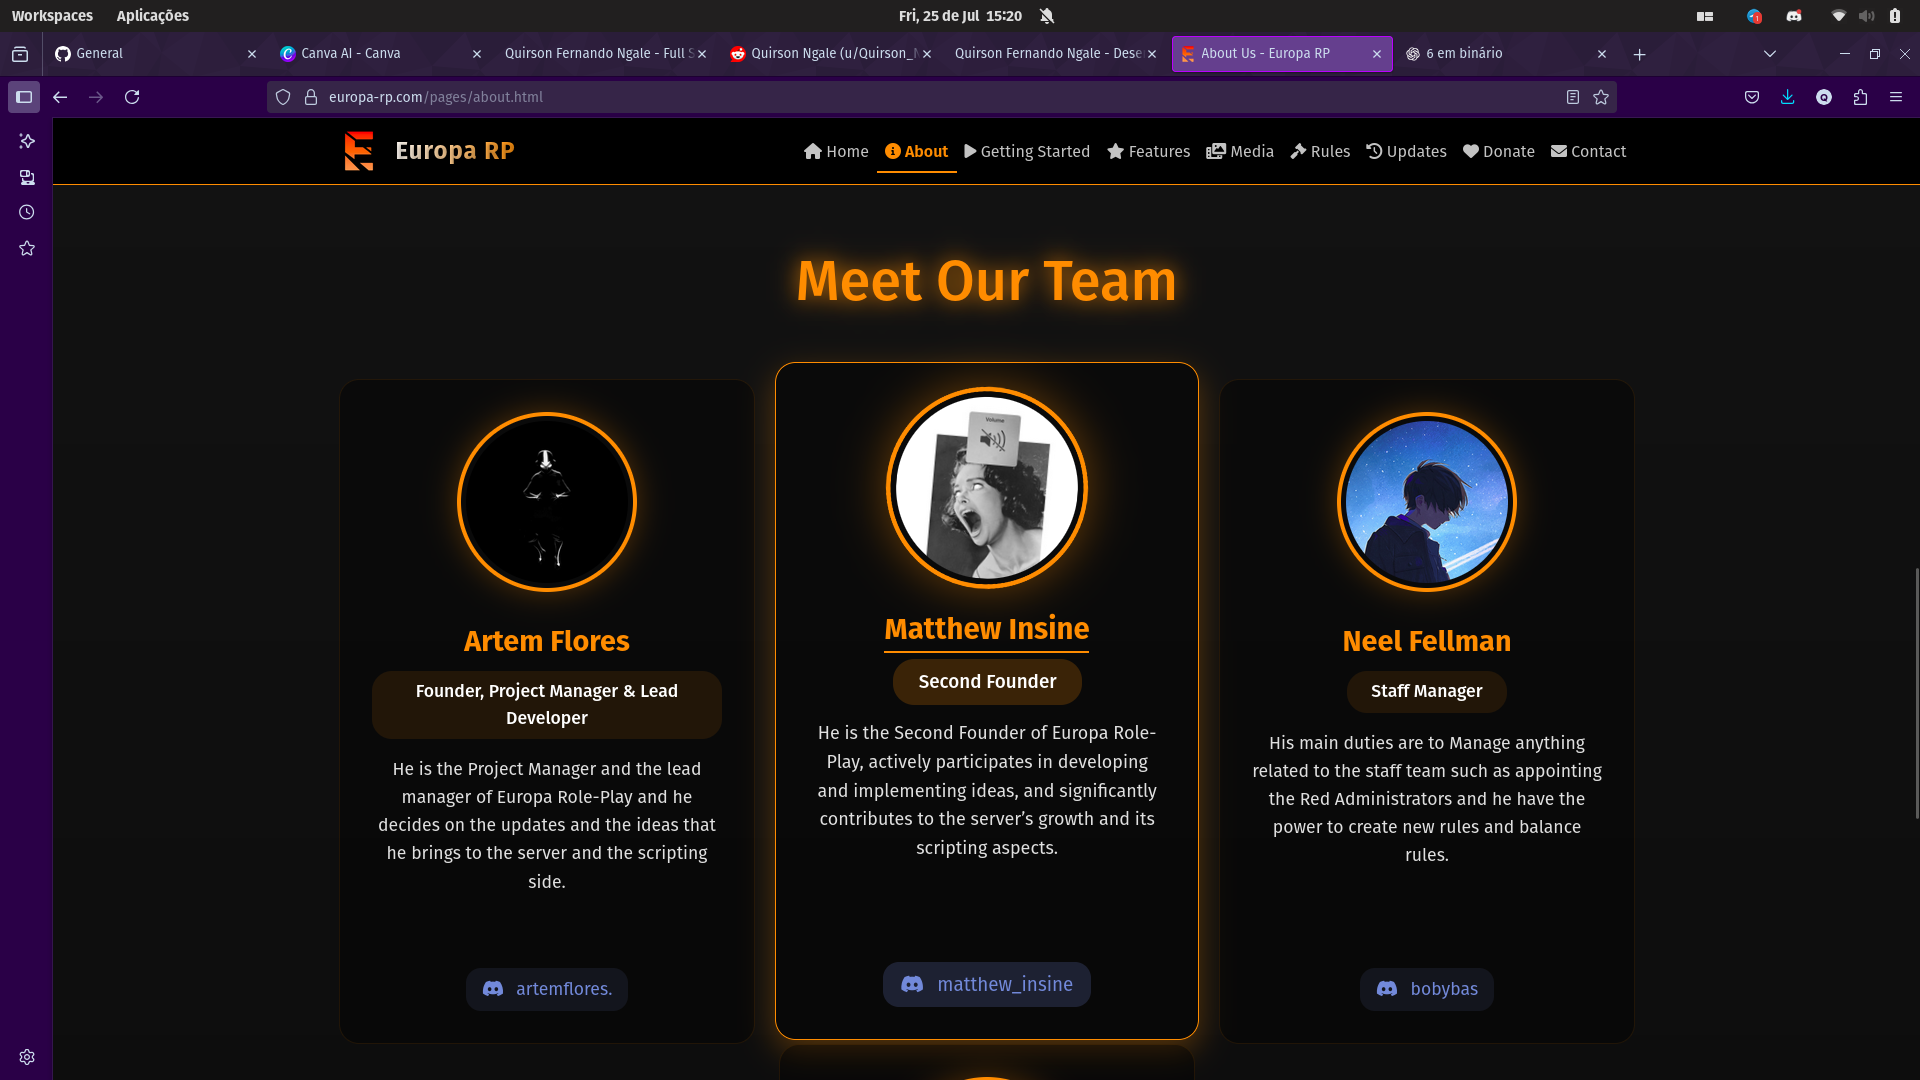 Workspaces Aplicações Fri, 25 de Jul 15:20
General Canva AI - Canva Quirson Fernando Ngale - Full S Quirson Ngale (u/Quirson_N Quirson Fernando Ngale - Dese About Us - Europa RP 6 em binário
europa-rp.com/pages/about.html
Europa RP Home About Getting Started Features Media Rules Updates Donate Contact
Meet Our Team
Volume
Artem Flores
Founder, Project Manager & Lead
Developer
He is the Project Manager and the lead
manager of Europa Role-Play and he
decides on the updates and the ideas that
he brings to the server and the scripting
side.
artemflores.
Matthew Insine
Second Founder
He is the Second Founder of Europa Role-
Play, actively participates in developing
and implementing ideas, and significantly
contributes to the server’s growth and its
scripting aspects.
matthew_insine
Neel Fellman
Staff Manager
His main duties are to Manage anything
related to the staff team such as appointing
the Red Administrators and he have the
power to create new rules and balance
rules.
bobybas